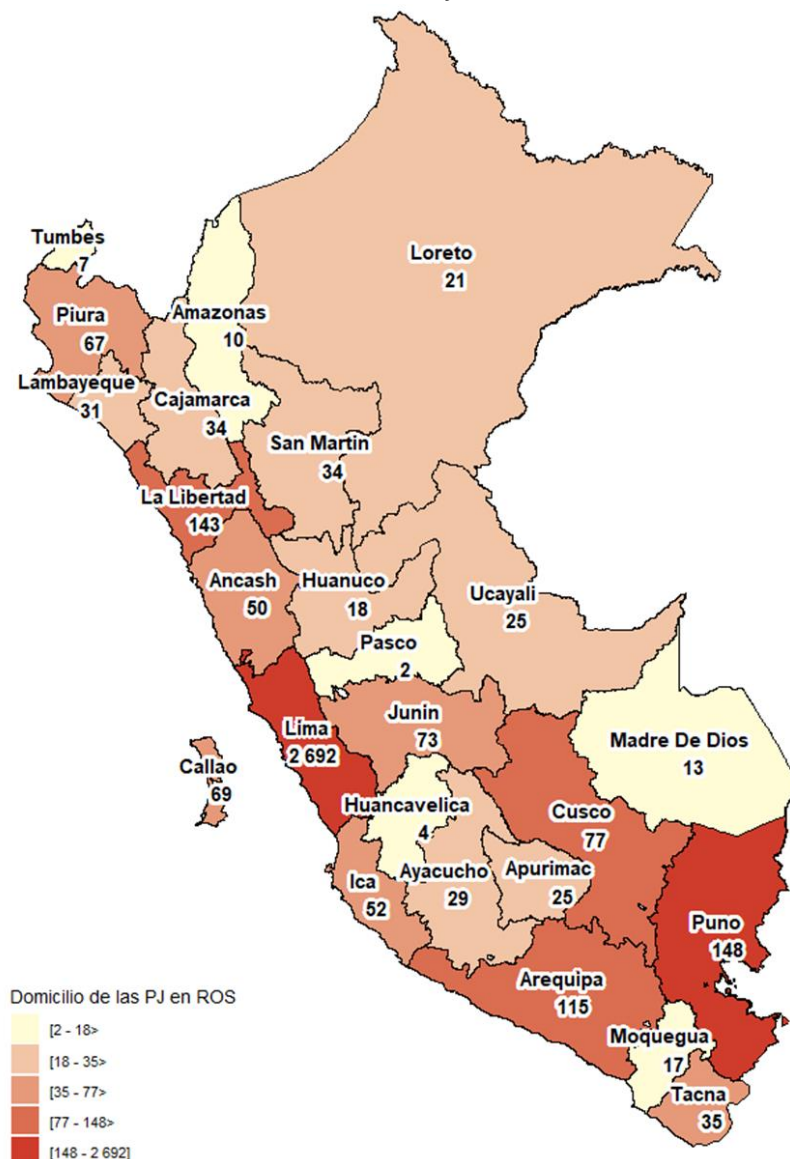 Tumbes
7
Loreto
21
Piura
67
Amazonas
10
Lambayeque
31
Cajamarca
34
San Martin
34
La Libertad
143
Ancash
50
Huanuco
18
Ucayali
25
Pasco
2
Lima
2 692
Junin
73
Madre De Dios
13
Callao
69
Huancavelica
4
Cusco
77
Ica
52
Ayacucho
29
Apurimac
25
Puno
148
Arequipa
115
Moquegua
17
Tacna
35
Domicilio de las PJ en ROS
[2 - 18>
[18 - 35>
[35 - 77>
[77 - 148>
[148 - 2 692]